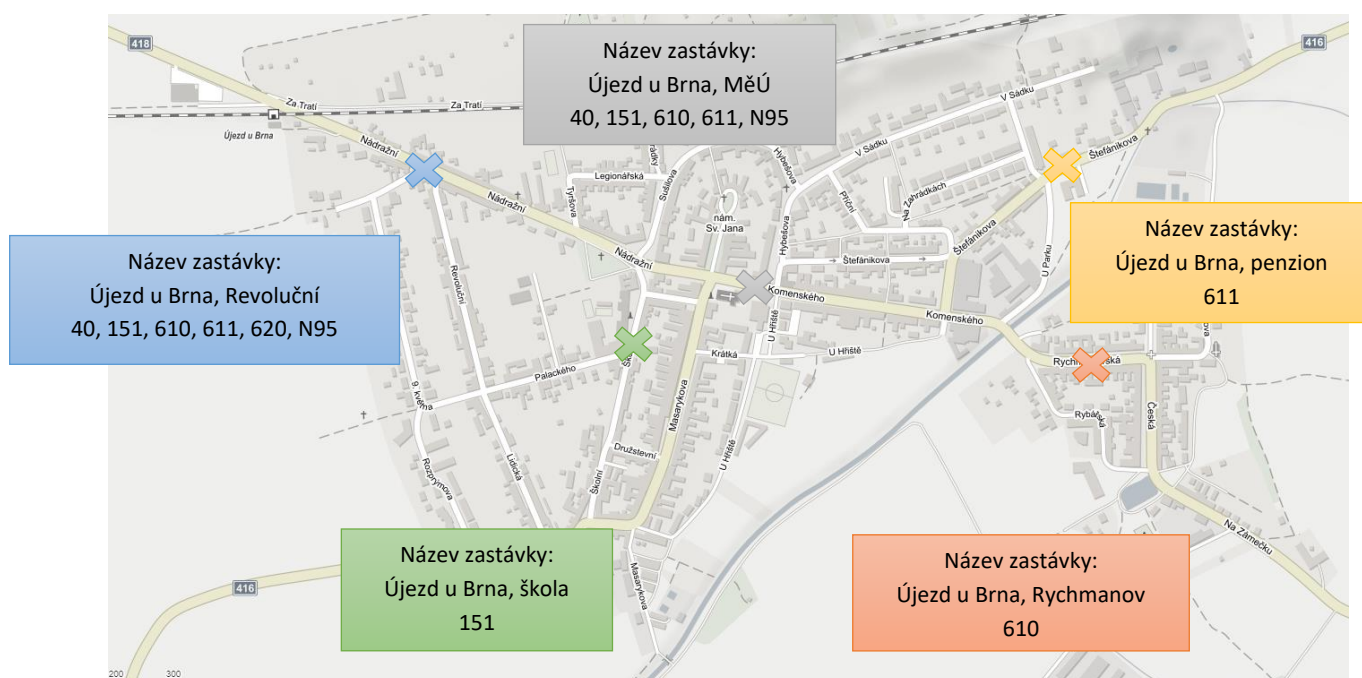 418
Název zastávky:
Újezd u Brna, MěÚ
40, 151, 610, 611, N95
416
Za Tratí
Za Tratí
Újezd u Brna
Nádražní
V Sádku
Štefánikova
Hybešova
V Sádku
Legionářská
Sušilova
Tyršova
Příční
Na Zahrádkách
nám.
Sv. Jana
Nádražní
Název zastávky:
Újezd u Brna, Revoluční
40, 151, 610, 611, 620, N95
Název zastávky:
Újezd u Brna, penzion
611
Revoluční
Nádražní
Hybešova
Štefánikova
Štefánikova
U Parku
Komenského
Komenského
U Hřiště
Krátká
U Hřiště
Palackého
9. května
Masarykova
Rybářská
Česká
Družstevní
U Hřiště
Školní
Lidická
Rozprýmova
Na Zámečku
Název zastávky:
Újezd u Brna, škola
151
Název zastávky:
Újezd u Brna, Rychmanov
610
Masarykova
416
200 300